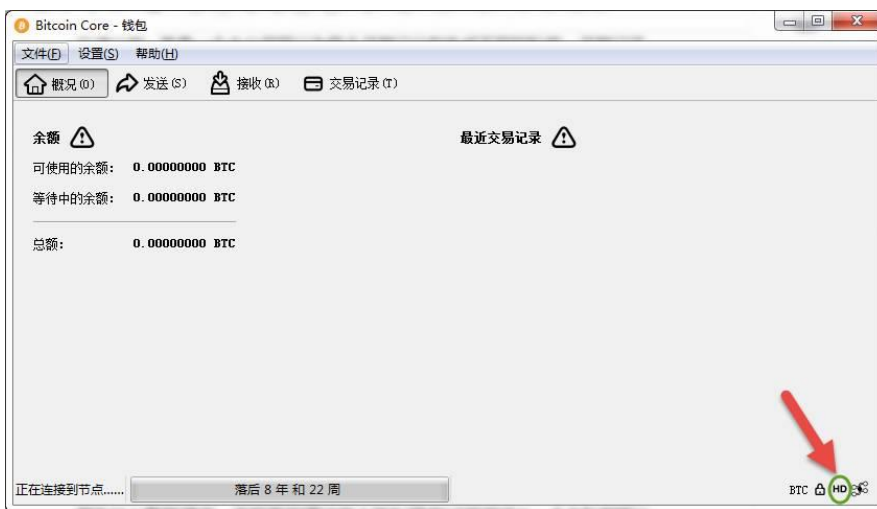 Bitcoin Core - 钱包
文件(F) 设置(S) 帮助(H)
概况(O) 发送(S) 接收(R) 交易记录(T)
余额 最近交易记录
可使用的余额: 0.00000000 BTC
等待中的余额: 0.00000000 BTC
总额: 0.00000000 BTC
正在连接到节点...... 落后 8 年 和 22 周 BTC HD